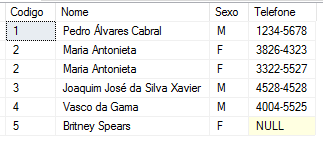 Codigo Nome Sexo Telefone
1 Pedro Álvares Cabral M 1234-5678
2 Maria Antonieta F 3826-4323
2 Maria Antonieta F 3322-5527
3 Joaquim José da Silva Xavier M 4528-4528
4 Vasco da Gama M 4004-5525
5 Britney Spears F NULL